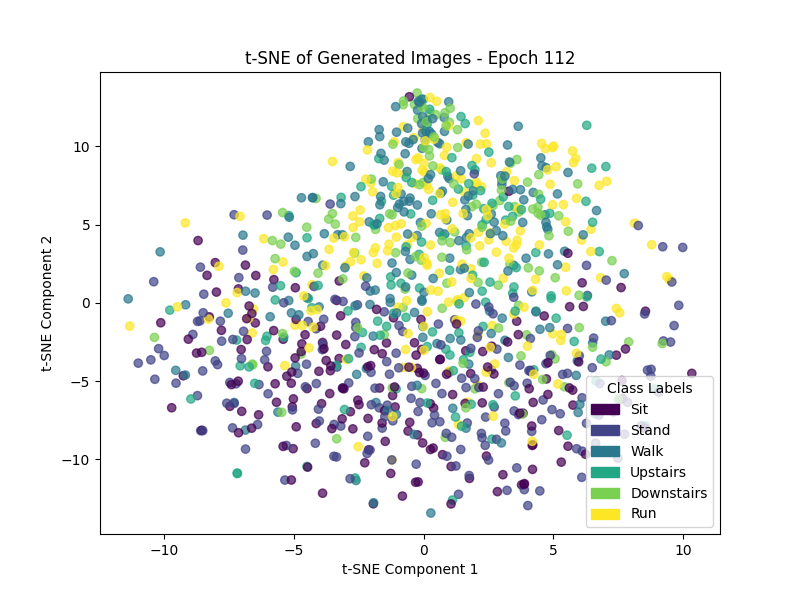 t-SNE of Generated Images - Epoch 112
t-SNE Component 2
10
5
0
−5
−10
−10
−5
0
5
10
t-SNE Component 1
Class Labels
Sit
Stand
Walk
Upstairs
Downstairs
Run